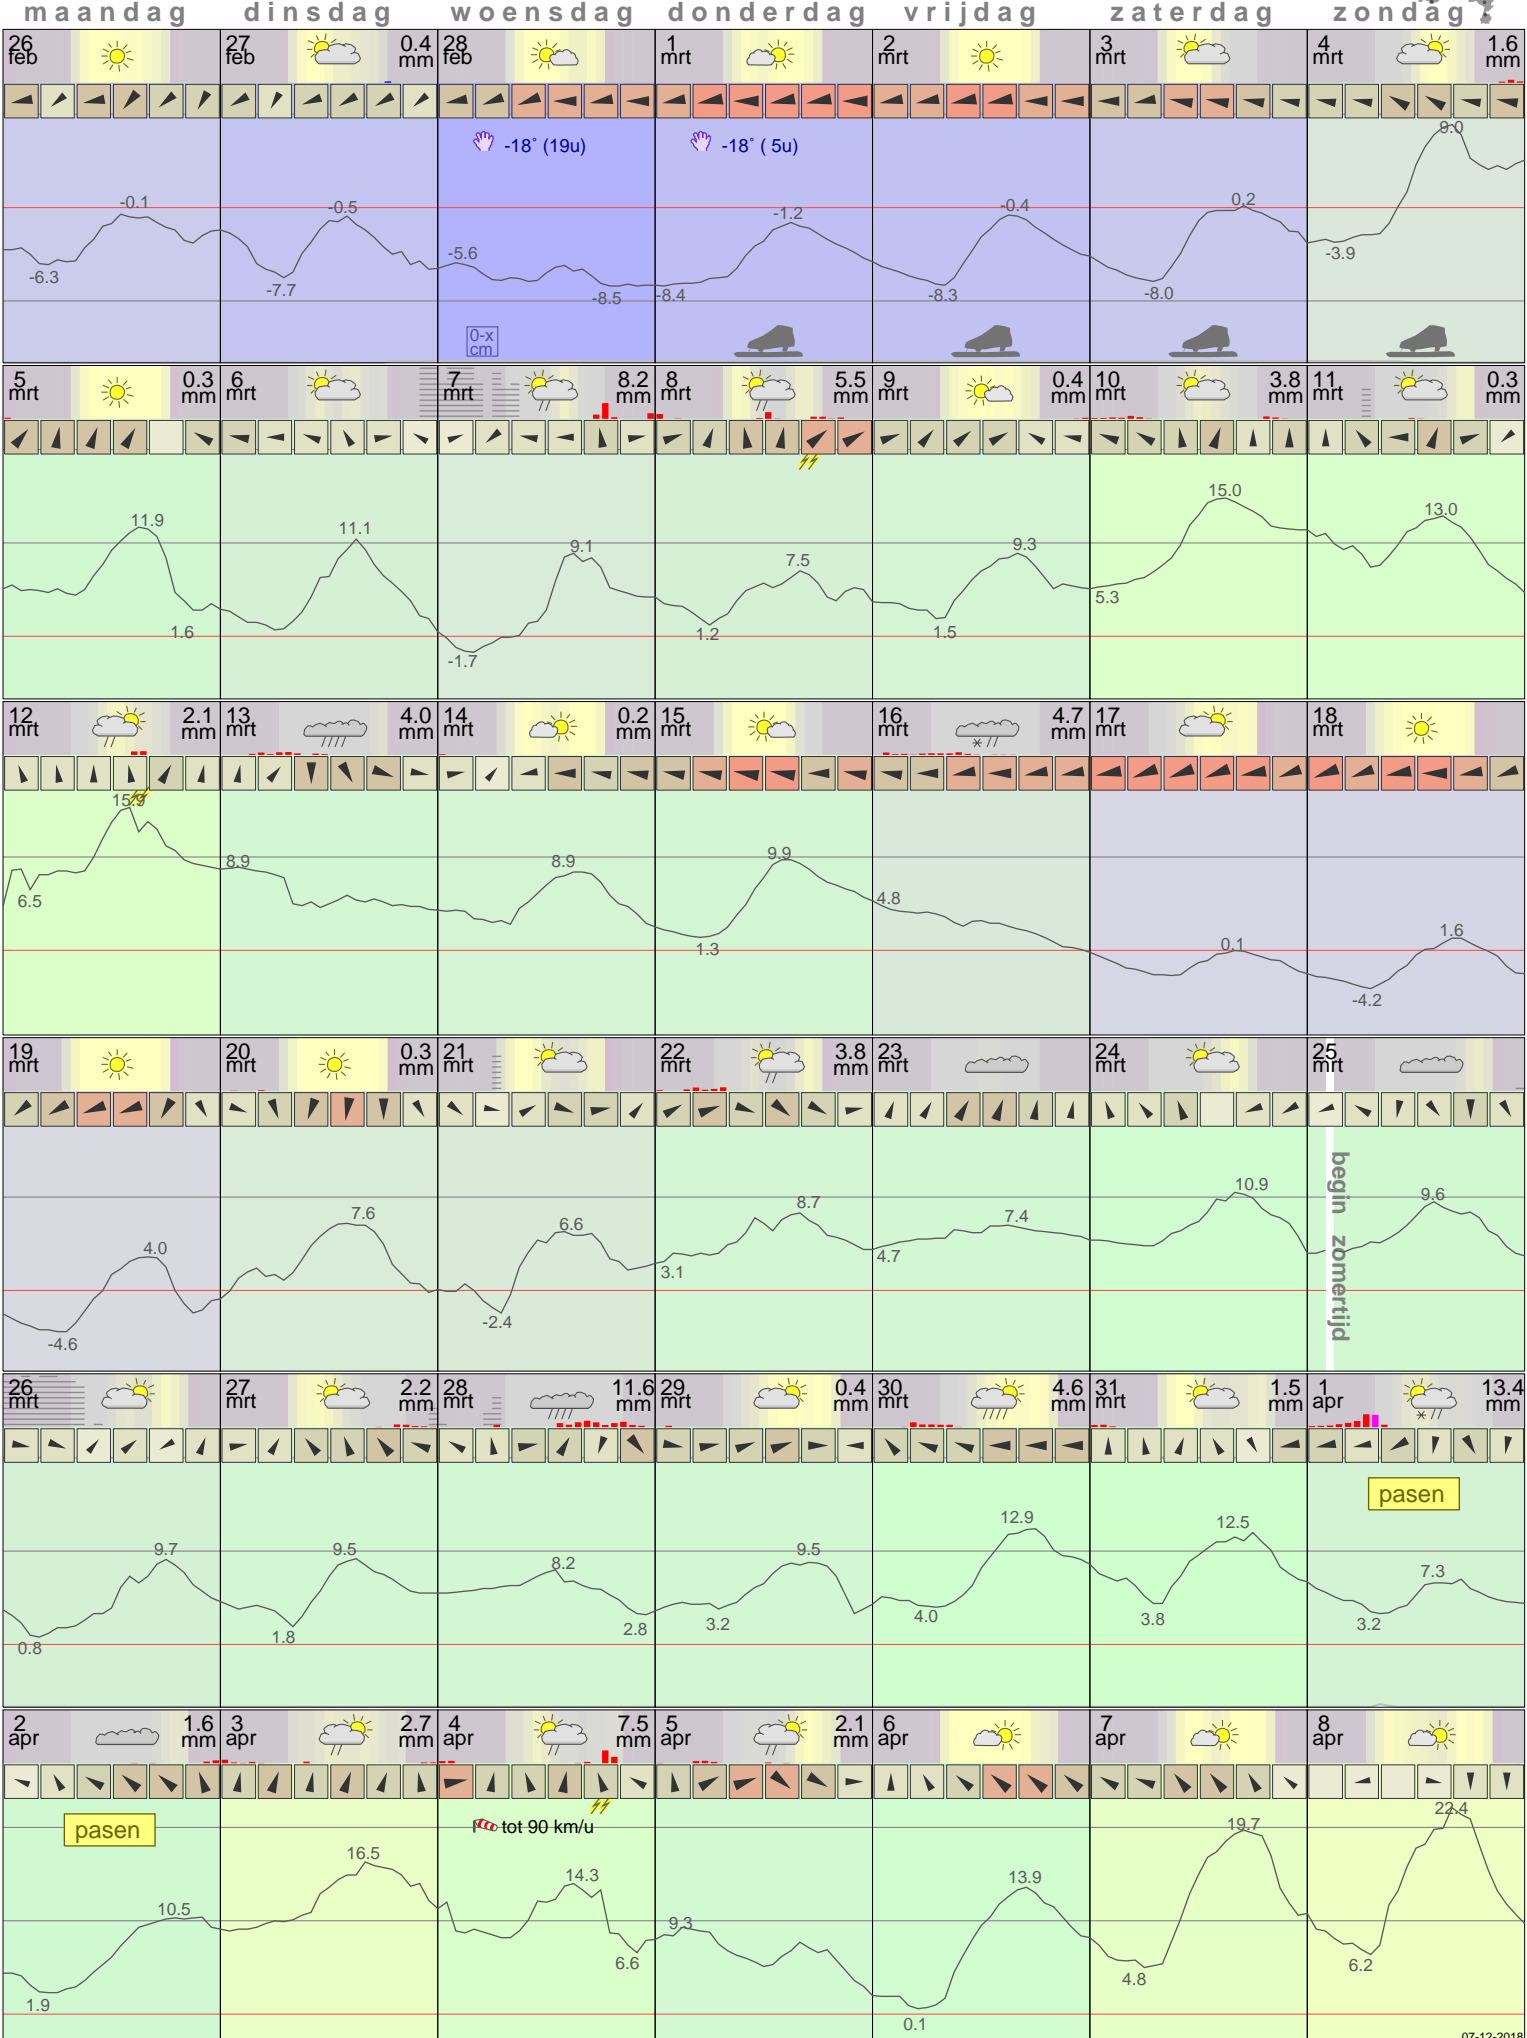 maandag dinsdag woensdag donderdag vrijdag zaterdag zondag
26 feb 27 feb 0.4 mm 28 feb 1 mrt 2 mrt 3 mrt 4 mrt 1.6 mm
-18° (19u) -18° ( 5u)
9.0
-0.1 -0.5 -1.2 -0.4 0.2
-6.3 -7.7 -5.6 -8.5 -8.4 -8.3 -8.0 -3.9
0-x
cm
5 mrt 0.3 mm 6 mrt 7 mrt 8.2 mm 8 mrt 5.5 mm 9 mrt 0.4 mm 10 mrt 3.8 mm 11 mrt 0.3 mm
11.9 11.1 9.1 7.5 9.3 15.0 13.0
1.6 -1.7 1.2 1.5 5.3
12 mrt 2.1 mm 13 mrt 4.0 mm 14 mrt 0.2 mm 15 mrt 16 mrt 4.7 mm 17 mrt 18 mrt
15.9 8.9 8.9 9.9 4.8 0.1 1.6
6.5 1.3 -4.2
19 mrt 20 mrt 0.3 mm 21 mrt 22 mrt 3.8 mm 23 mrt 24 mrt 25 mrt
begin zomertijd
4.0 7.6 6.6 8.7 7.4 10.9 9.6
-4.6 -2.4 3.1 4.7
26 mrt 27 mrt 2.2 mm 28 mrt 11.6 mm 29 mrt 0.4 mm 30 mrt 4.6 mm 31 mrt 1.5 mm 1 apr 13.4 mm
pasen
9.7 9.5 8.2 9.5 12.9 12.5 7.3
0.8 1.8 2.8 3.2 4.0 3.8 3.2
2 apr 1.6 mm 3 apr 2.7 mm 4 apr 7.5 mm 5 apr 2.1 mm 6 apr 7 apr 8 apr
pasen tot 90 km/u
10.5 16.5 14.3 9.3 13.9 19.7 22.4
1.9 6.6 0.1 4.8 6.2
07-12-2018